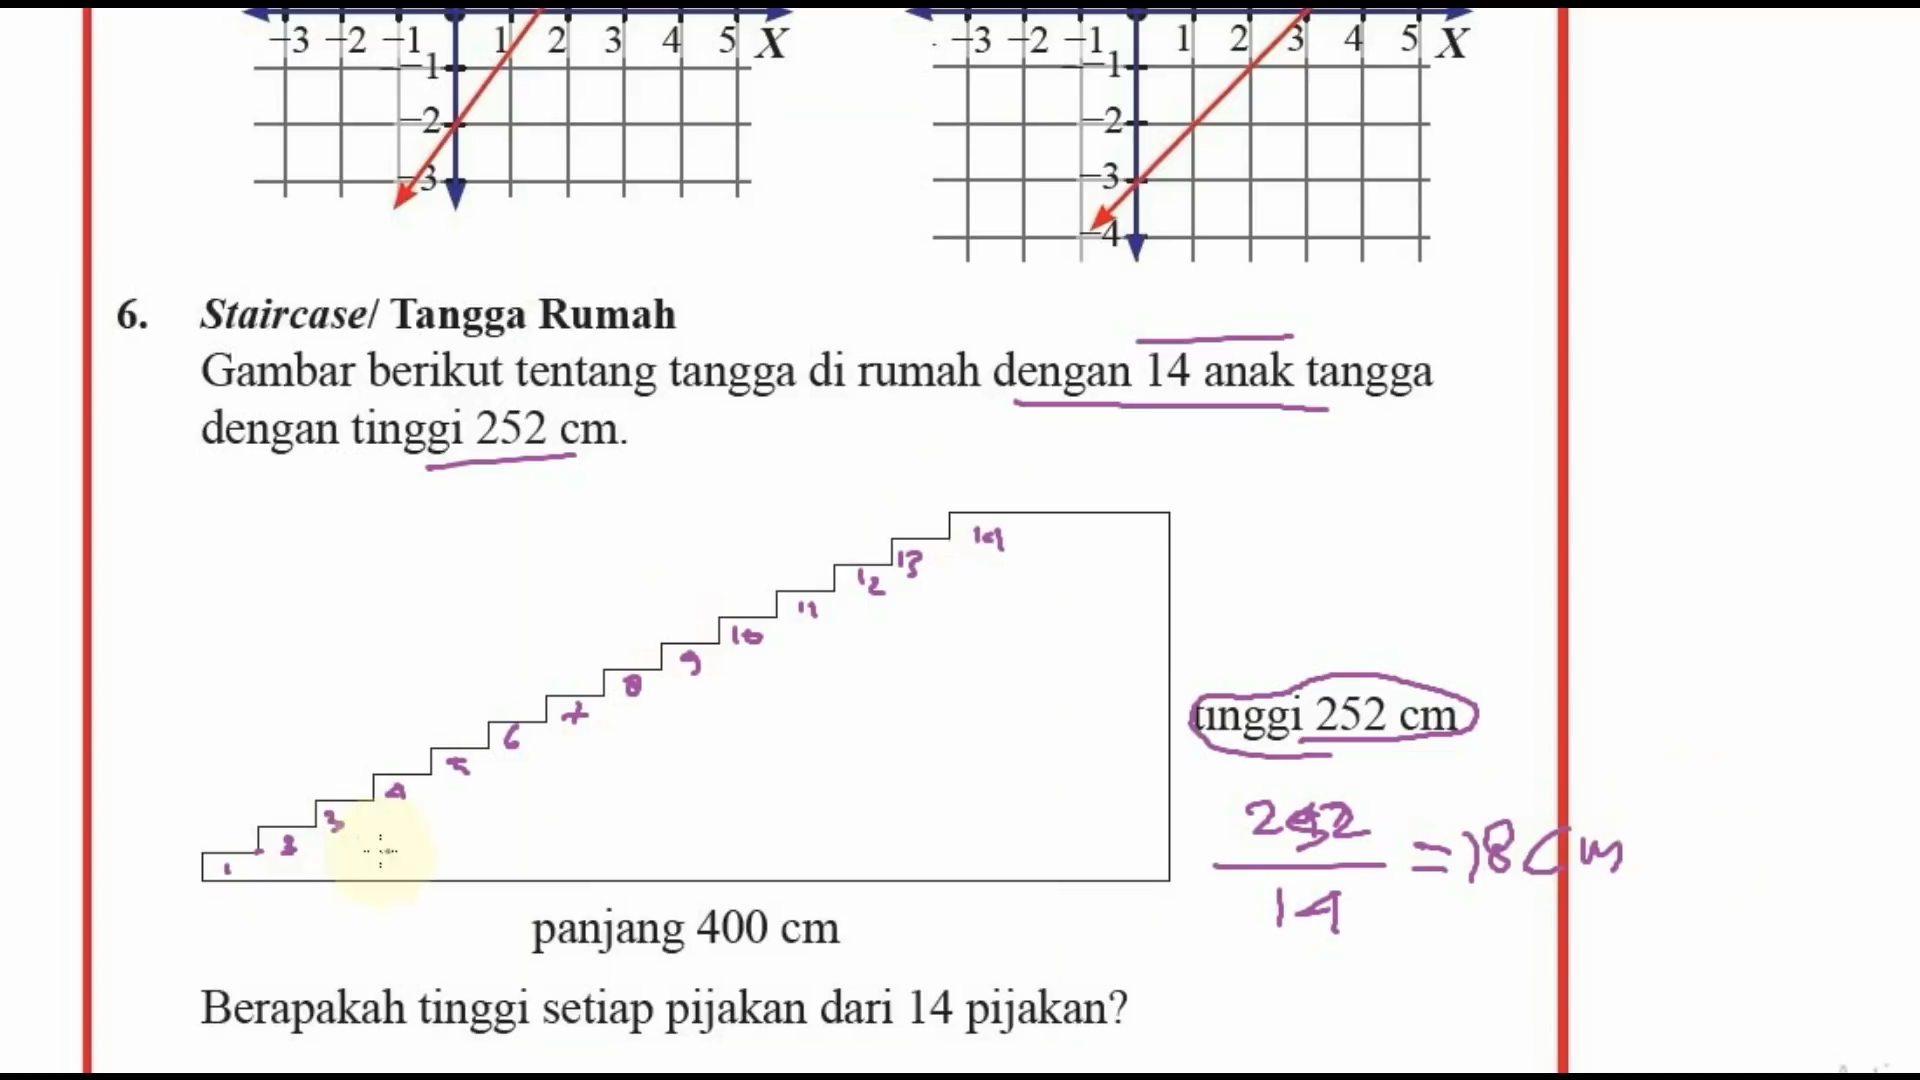 −3 −2 −1 1 2 3 4 5 X
−1
−2
−3
−3 −2 −1 1 2 3 4 5 X
−1
−2
−3
−4
6. Staircase/ Tangga Rumah
Gambar berikut tentang tangga di rumah dengan 14 anak tangga
dengan tinggi 252 cm.
14
13
12
11
10
9
8
7
6
5
4
3
2
1
tinggi 252 cm
252
14
= 18 cm
panjang 400 cm
Berapakah tinggi setiap pijakan dari 14 pijakan?